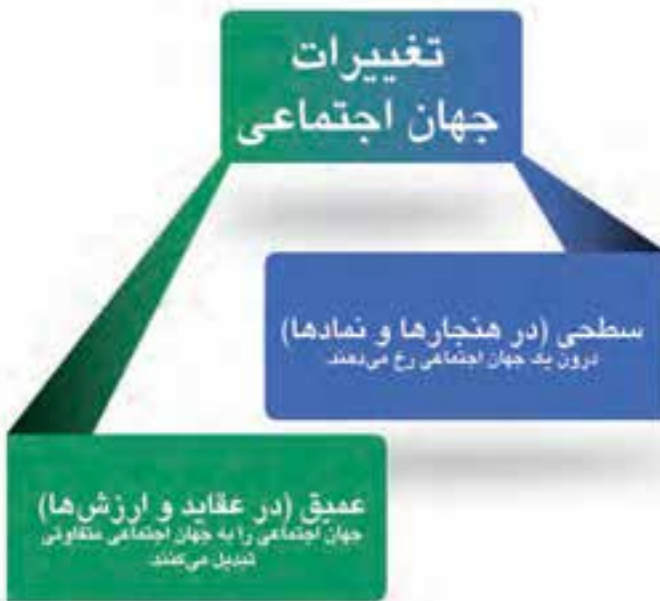 تغییرات
جهان اجتماعی
سطحی (در هنجارها و نمادها)
درون یک جهان اجتماعی رخ می‌دهند.
عمیق (در عقاید و ارزش‌ها)
جهان اجتماعی را به جهان اجتماعی متفاوتی
تبدیل می‌کنند.